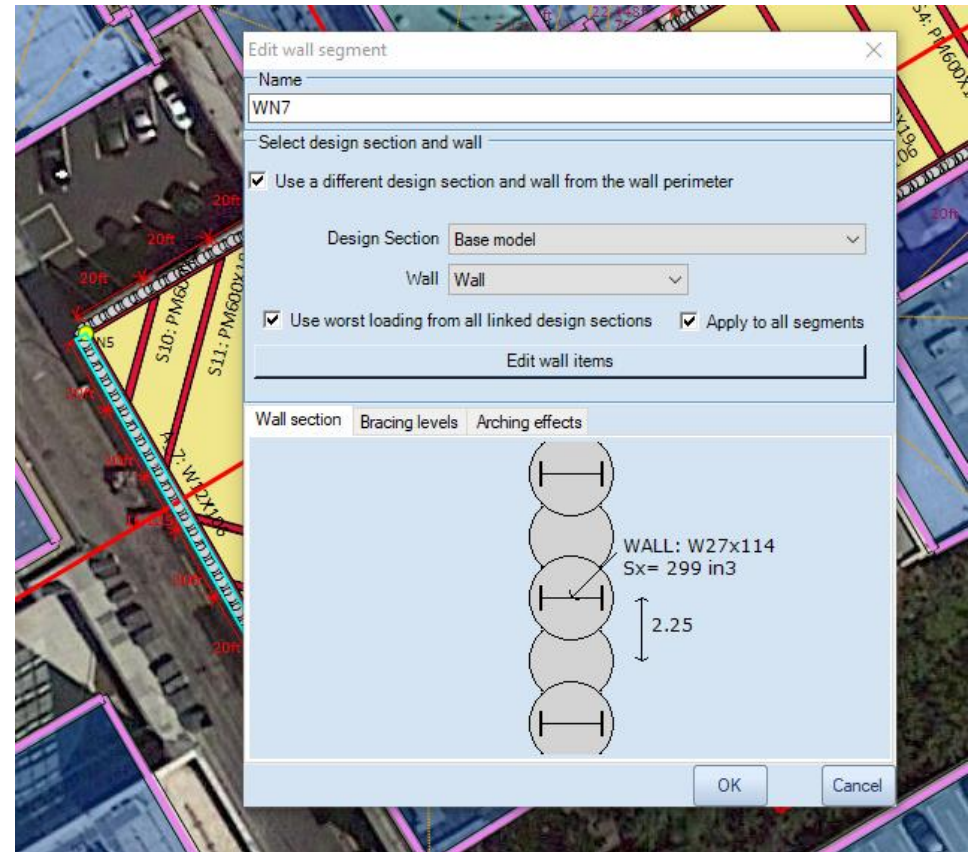 Edit wall segment
Name
WN7
Select design section and wall
Use a different design section and wall from the wall perimeter
Design Section Base model
Wall Wall
Use worst loading from all linked design sections Apply to all segments
Edit wall items
Wall section Bracing levels Arching effects
WALL: W27x114
Sx= 299 in3
2.25
OK Cancel
20ft
20ft
20ft
S10: PM60
S11: PM600X
20ft
20ft
20ft